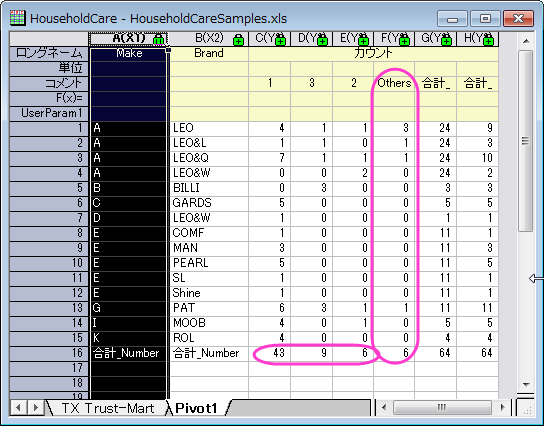 HouseholdCare - HouseholdCareSamples.xls
A(X1) B(X2) C(Y D(Y E(Y F(Y G(Y H(Y
ロングネーム Make Brand カウント
単位
コメント 1 3 2 Others 合計_ 合計_
F(x)=
UserParam1
1 A LEO 4 1 1 3 24 9
2 A LEO&L 1 1 0 1 24 3
3 A LEO&Q 7 1 1 1 24 10
4 A LEO&W 0 0 2 0 24 2
5 B BILLI 0 3 0 0 3 3
6 C GARDS 5 0 0 0 5 5
7 D LEO&W 1 0 0 0 1 1
8 E COMF 1 0 0 0 11 1
9 E MAN 3 0 0 0 11 3
10 E PEARL 5 0 0 0 11 5
11 E SL 1 0 0 0 11 1
12 E Shine 1 0 0 0 11 1
13 G PAT 6 3 1 1 11 11
14 I MOOB 4 0 1 0 5 5
15 K ROL 4 0 0 0 4 4
16 合計_Number 合計_Number 43 9 6 6 64 64
17
18
19
TX Trust-Mart Pivot1